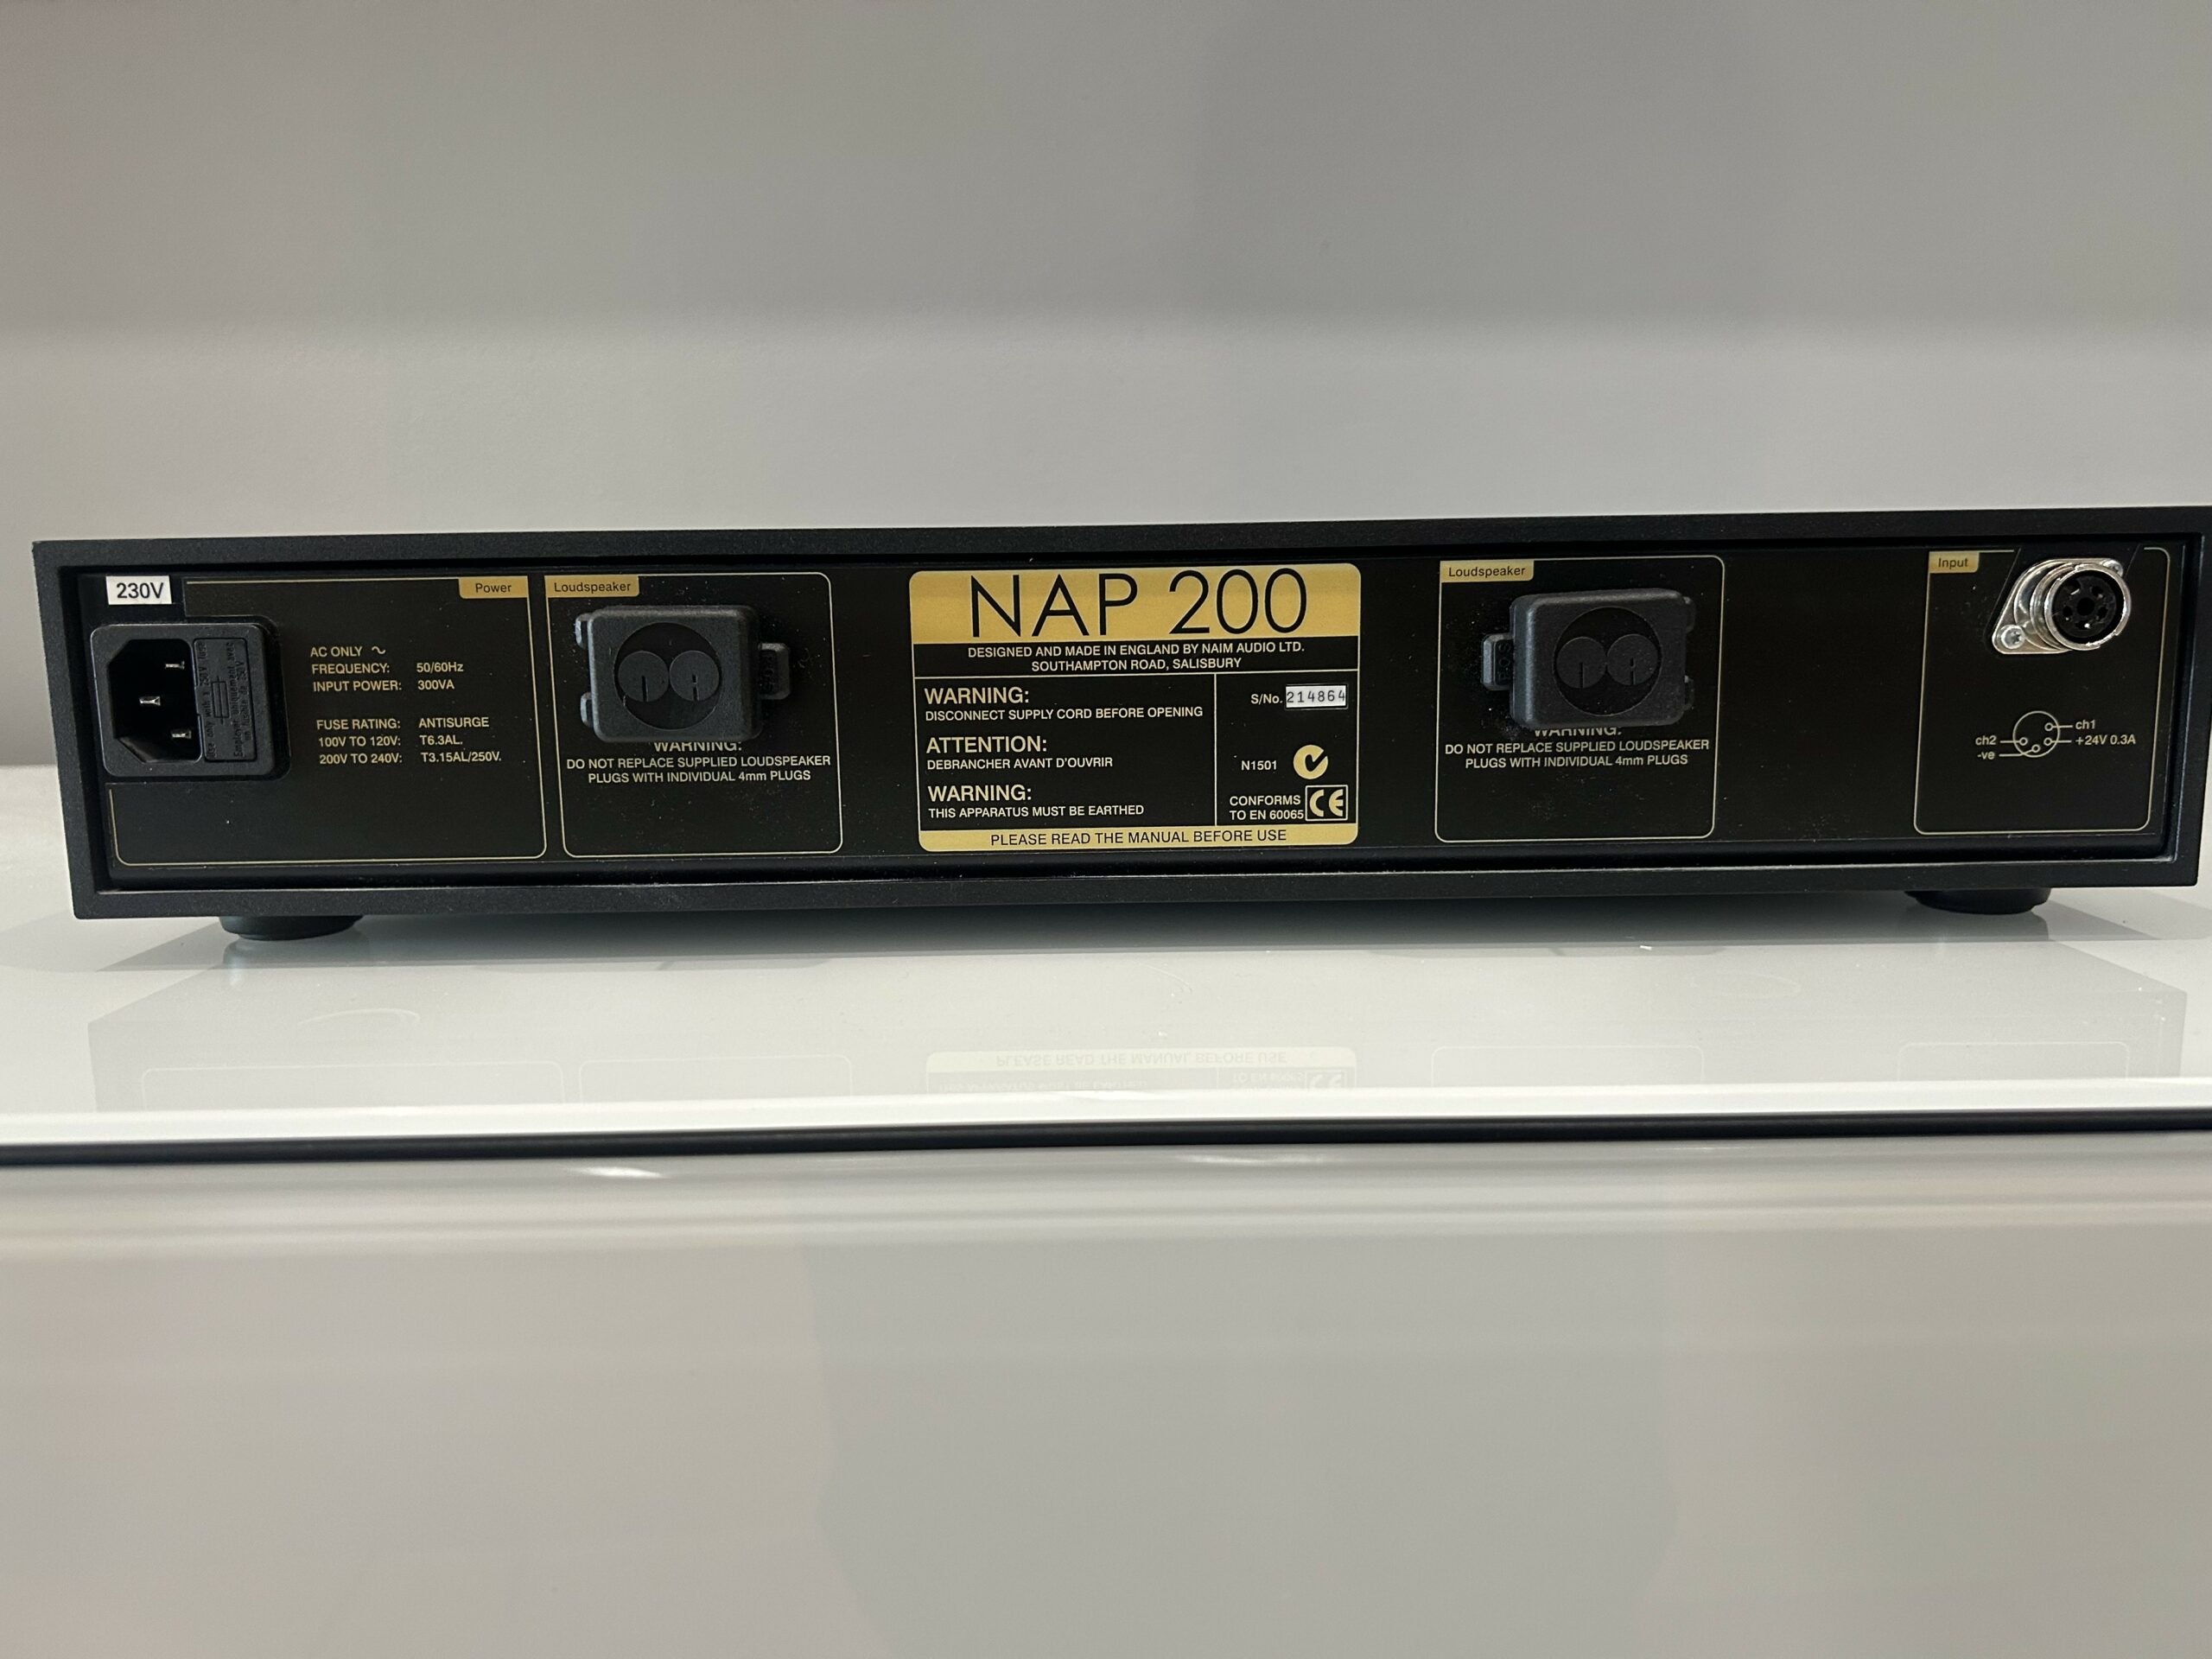 230V
Power
AC ONLY ~
FREQUENCY: 50/60Hz
INPUT POWER: 300VA
FUSE RATING: ANTISURGE
100V TO 120V: T6.3AL.
200V TO 240V: T3.15AL/250V.
Loudspeaker
WARNING:
DO NOT REPLACE SUPPLIED LOUDSPEAKER
PLUGS WITH INDIVIDUAL 4mm PLUGS
NAP 200
DESIGNED AND MADE IN ENGLAND BY NAIM AUDIO LTD.
SOUTHAMPTON ROAD, SALISBURY
WARNING:
DISCONNECT SUPPLY CORD BEFORE OPENING
ATTENTION:
DEBRANCHER AVANT D'OUVRIR
WARNING:
THIS APPARATUS MUST BE EARTHED
S/No. 214864
N1501
CONFORMS
TO EN 60065 CE
PLEASE READ THE MANUAL BEFORE USE
Loudspeaker
WARNING:
DO NOT REPLACE SUPPLIED LOUDSPEAKER
PLUGS WITH INDIVIDUAL 4mm PLUGS
Input
ch1
ch2 +24V 0.3A
-ve